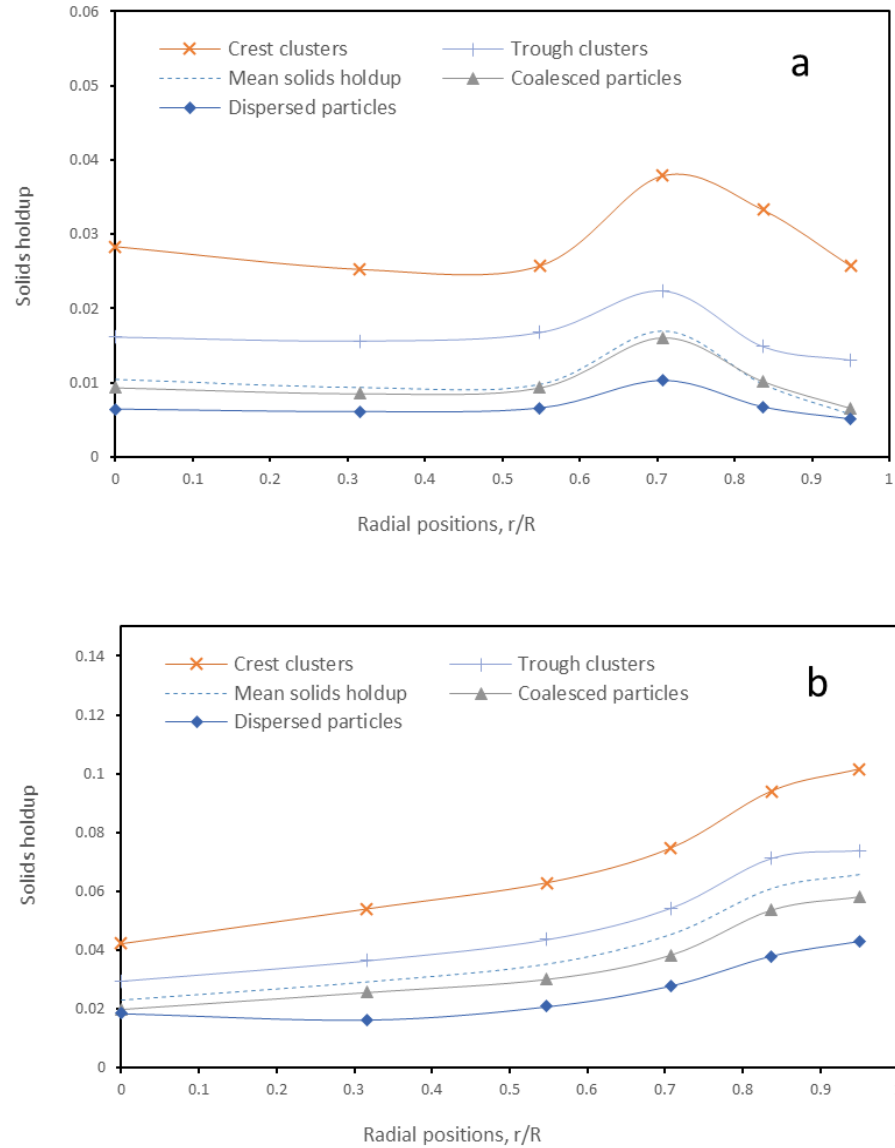 0.06
0.05
0.04
0.03
0.02
0.01
0
Solids holdup
Crest clusters Trough clusters
Mean solids holdup Coalesced particles
Dispersed particles
a
0 0.1 0.2 0.3 0.4 0.5 0.6 0.7 0.8 0.9 1
Radial positions, r/R
0.14
0.12
0.1
0.08
0.06
0.04
0.02
0
Solids holdup
Crest clusters Trough clusters
Mean solids holdup Coalesced particles
Dispersed particles
b
0 0.1 0.2 0.3 0.4 0.5 0.6 0.7 0.8 0.9
Radial positions, r/R